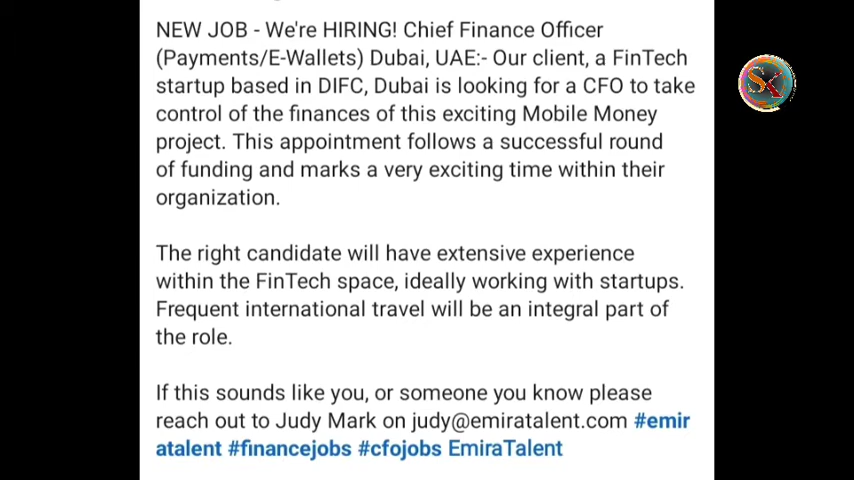 NEW JOB - We're HIRING! Chief Finance Officer
(Payments/E-Wallets) Dubai, UAE:- Our client, a FinTech
startup based in DIFC, Dubai is looking for a CFO to take
control of the finances of this exciting Mobile Money
project. This appointment follows a successful round
of funding and marks a very exciting time within their
organization.
The right candidate will have extensive experience
within the FinTech space, ideally working with startups.
Frequent international travel will be an integral part of
the role.
If this sounds like you, or someone you know please
reach out to Judy Mark on judy@emiratalent.com #emir
atalent #financejobs #cfojobs EmiraTalent
SK